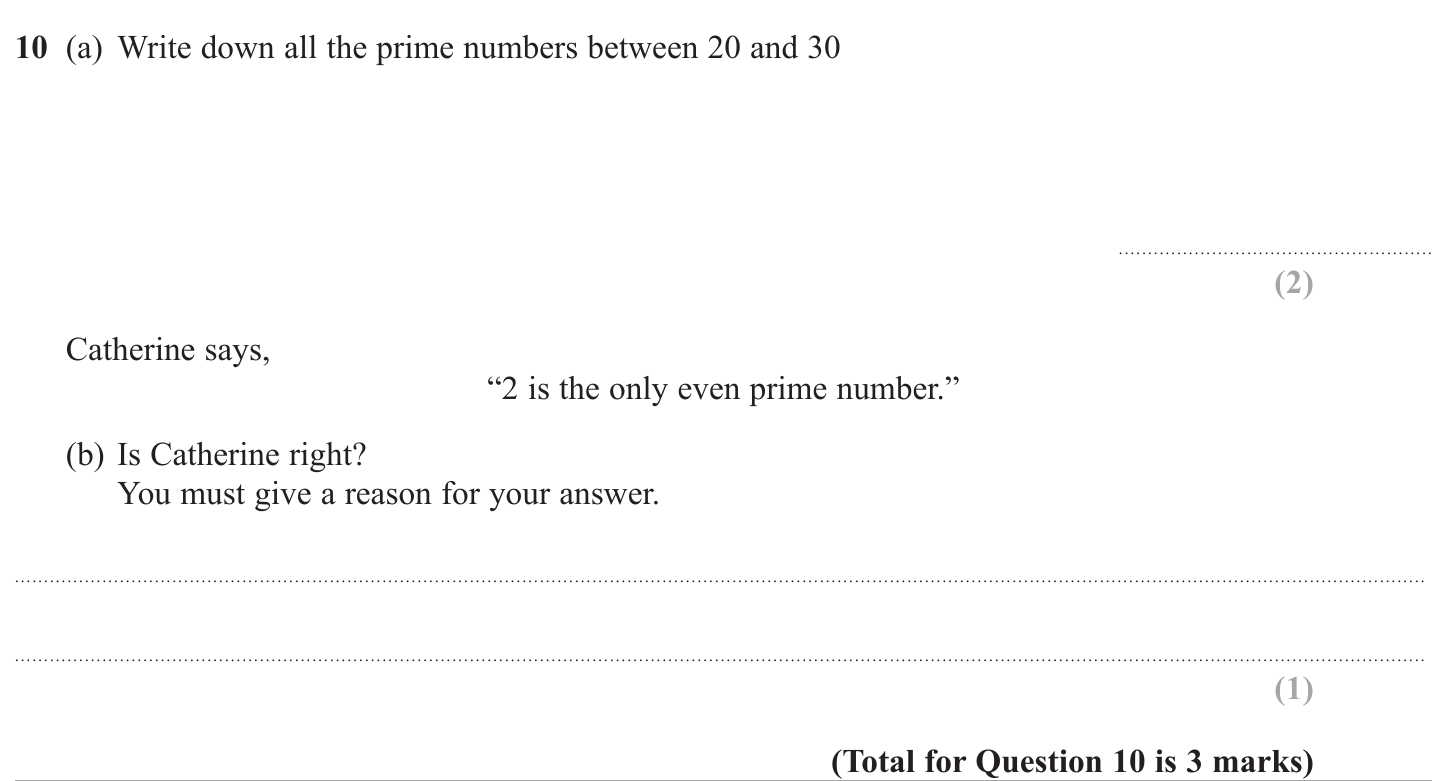 10 (a) Write down all the prime numbers between 20 and 30
(2)
Catherine says,
“2 is the only even prime number.”
(b) Is Catherine right?
You must give a reason for your answer.
(1)
(Total for Question 10 is 3 marks)